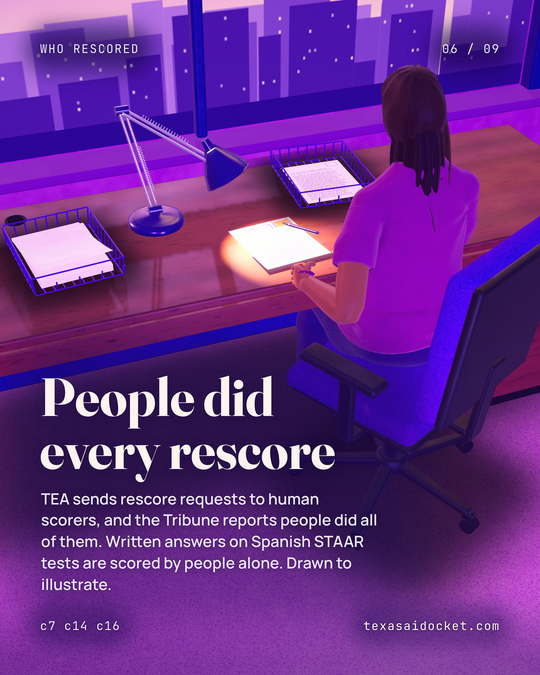 WHO RESCORED
06 / 09
People did
every rescore
TEA sends rescore requests to human
scorers, and the Tribune reports people did all
of them. Written answers on Spanish STAAR
tests are scored by people alone. Drawn to
illustrate.
c7 c14 c16
texasaidocket.com